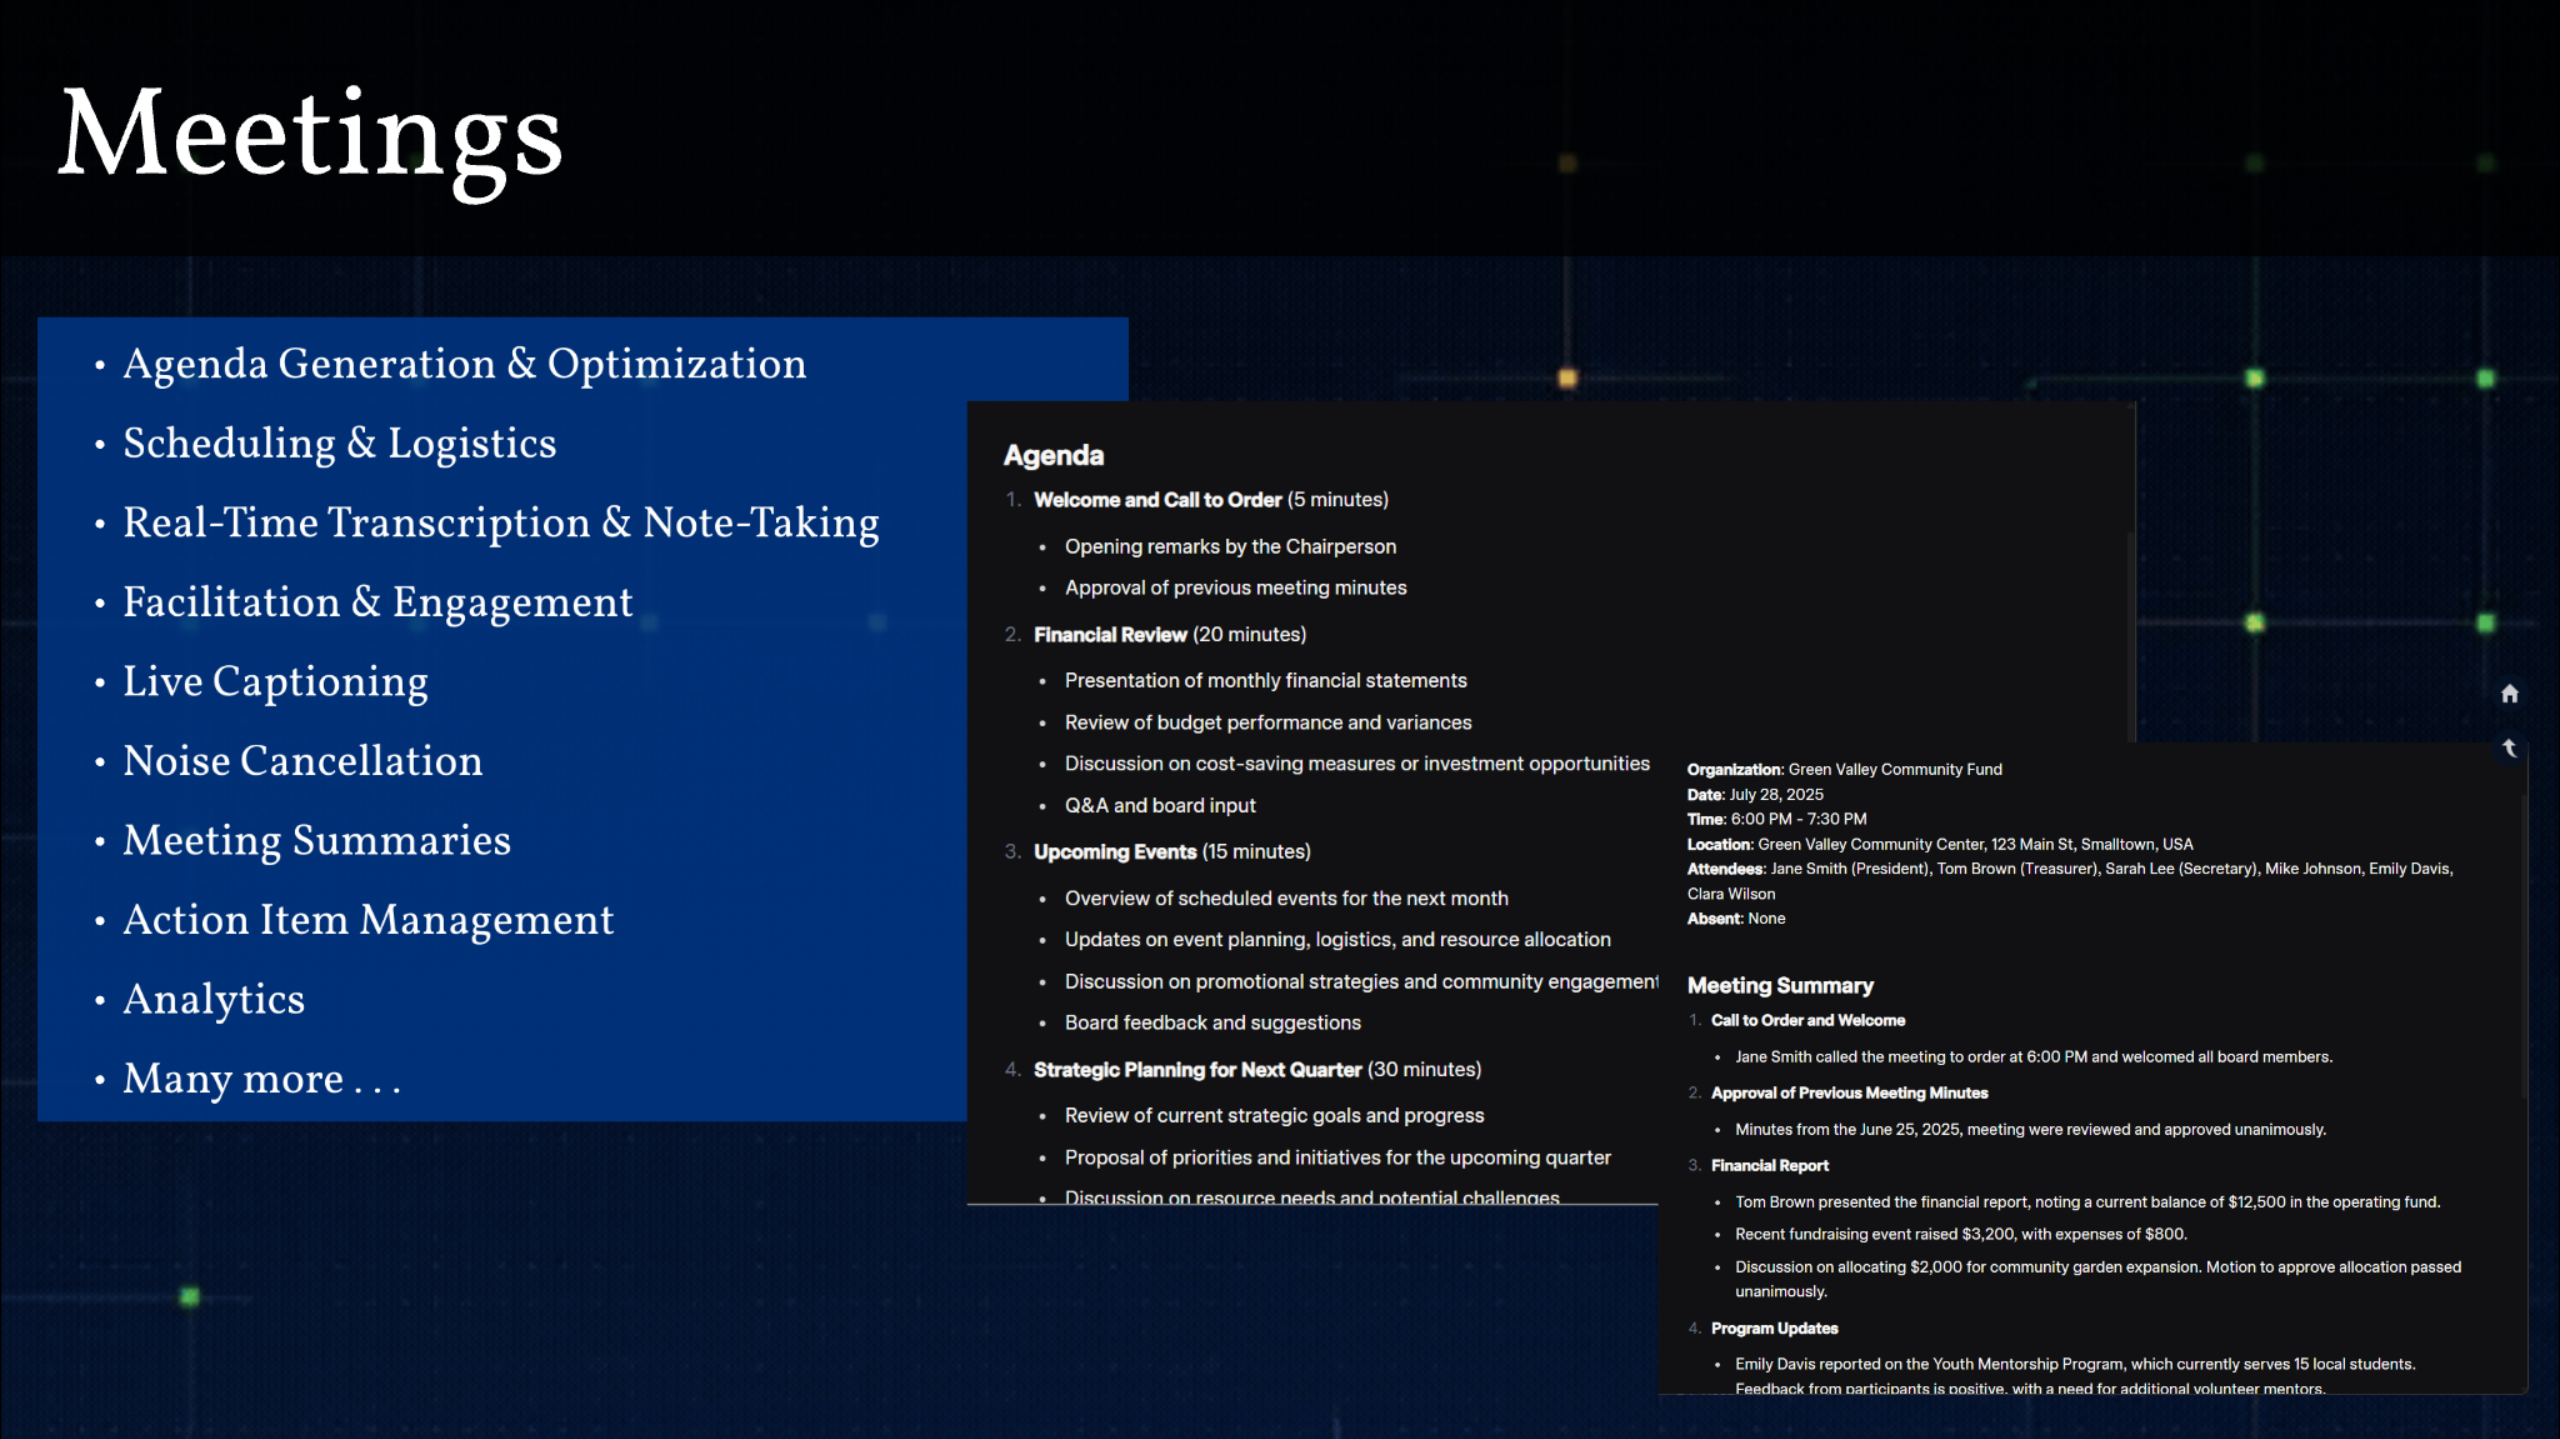 Meetings
• Agenda Generation & Optimization
• Scheduling & Logistics
• Real-Time Transcription & Note-Taking
• Facilitation & Engagement
• Live Captioning
• Noise Cancellation
• Meeting Summaries
• Action Item Management
• Analytics
• Many more . . .
Agenda
1. Welcome and Call to Order (5 minutes)
• Opening remarks by the Chairperson
• Approval of previous meeting minutes
2. Financial Review (20 minutes)
• Presentation of monthly financial statements
• Review of budget performance and variances
• Discussion on cost-saving measures or investment opportunities
• Q&A and board input
3. Upcoming Events (15 minutes)
• Overview of scheduled events for the next month
• Updates on event planning, logistics, and resource allocation
• Discussion on promotional strategies and community engagement
• Board feedback and suggestions
4. Strategic Planning for Next Quarter (30 minutes)
• Review of current strategic goals and progress
• Proposal of priorities and initiatives for the upcoming quarter
• Discussion on resource needs and potential challenges
Organization: Green Valley Community Fund
Date: July 28, 2025
Time: 6:00 PM - 7:30 PM
Location: Green Valley Community Center, 123 Main St, Smalltown, USA
Attendees: Jane Smith (President), Tom Brown (Treasurer), Sarah Lee (Secretary), Mike Johnson, Emily Davis,
Clara Wilson
Absent: None
Meeting Summary
1. Call to Order and Welcome
• Jane Smith called the meeting to order at 6:00 PM and welcomed all board members.
2. Approval of Previous Meeting Minutes
• Minutes from the June 25, 2025, meeting were reviewed and approved unanimously.
3. Financial Report
• Tom Brown presented the financial report, noting a current balance of $12,500 in the operating fund.
• Recent fundraising event raised $3,200, with expenses of $800.
• Discussion on allocating $2,000 for community garden expansion. Motion to approve allocation passed
unanimously.
4. Program Updates
• Emily Davis reported on the Youth Mentorship Program, which currently serves 15 local students.
Feedback from participants is positive, with a need for additional volunteer mentors.